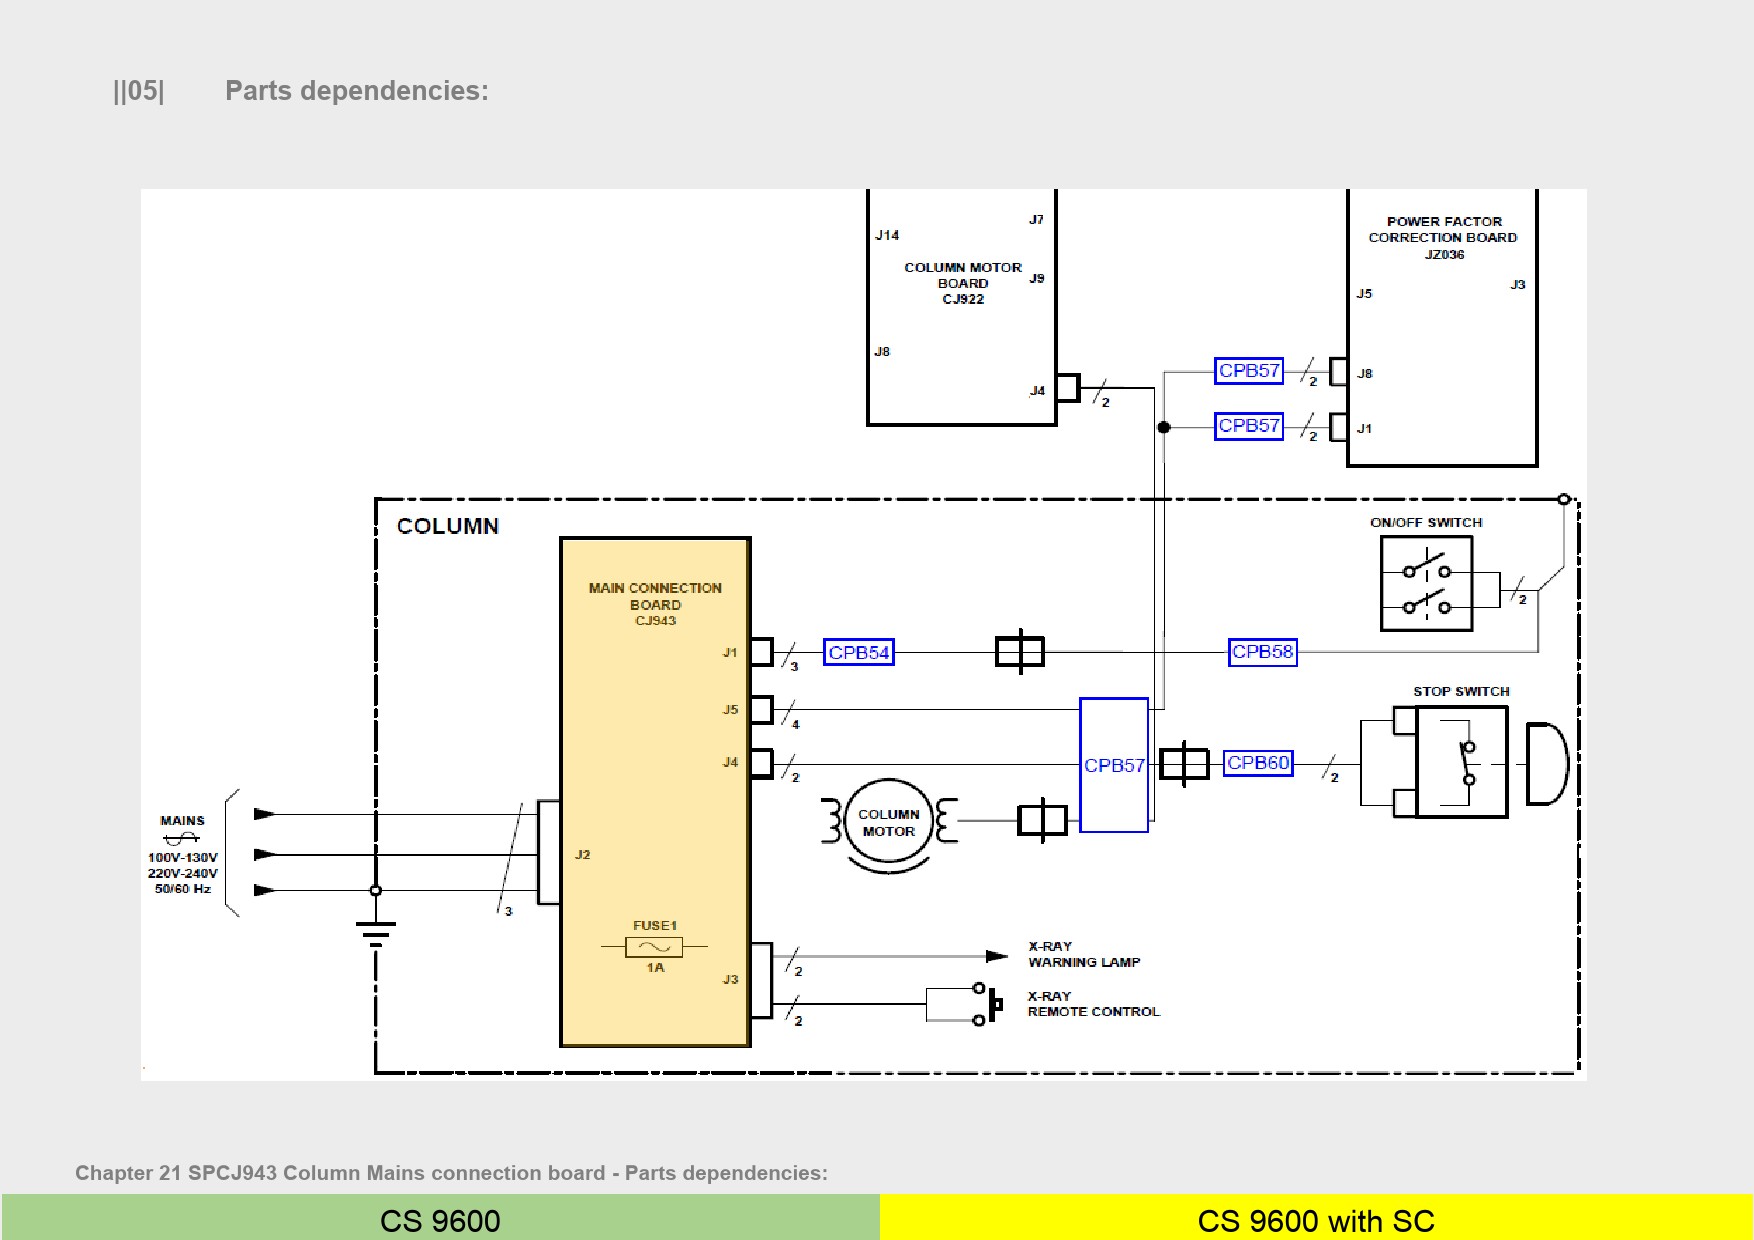 ||05| Parts dependencies:
J7
J14
COLUMN MOTOR
BOARD
CJ922
J9
J8
J4
2
POWER FACTOR
CORRECTION BOARD
JZ036
J3
J5
CPB57
2
J8
CPB57
2
J1
COLUMN
ON/OFF SWITCH
2
MAIN CONNECTION
BOARD
CJ943
J1
3
CPB54
CPB58
STOP SWITCH
J5
4
J4
2
CPB57
CPB60
2
COLUMN
MOTOR
MAINS
100V-130V
220V-240V
50/60 Hz
3
J2
FUSE1
1A
J3
2
X-RAY
WARNING LAMP
2
X-RAY
REMOTE CONTROL
Chapter 21 SPCJ943 Column Mains connection board - Parts dependencies:
CS 9600
CS 9600 with SC